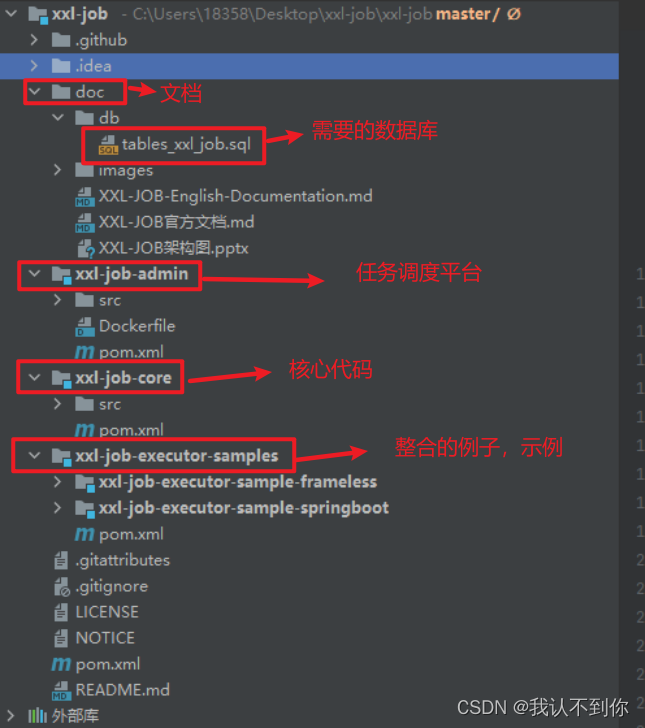 xxl-job - C:\Users\18358\Desktop\xxl-job\xxl-job master / Ø
.github
.idea
doc 文档
db
tables_xxl_job.sql 需要的数据库
images
XXL-JOB-English-Documentation.md
XXL-JOB官方文档.md
XXL-JOB架构图.pptx
xxl-job-admin 任务调度平台
src
Dockerfile
pom.xml
xxl-job-core 核心代码
src
pom.xml
xxl-job-executor-samples 整合的例子，示例
xxl-job-executor-sample-frameless
xxl-job-executor-sample-springboot
pom.xml
.gitattributes
.gitignore
LICENSE
NOTICE
pom.xml
README.md
外部库
CSDN @我认不到你